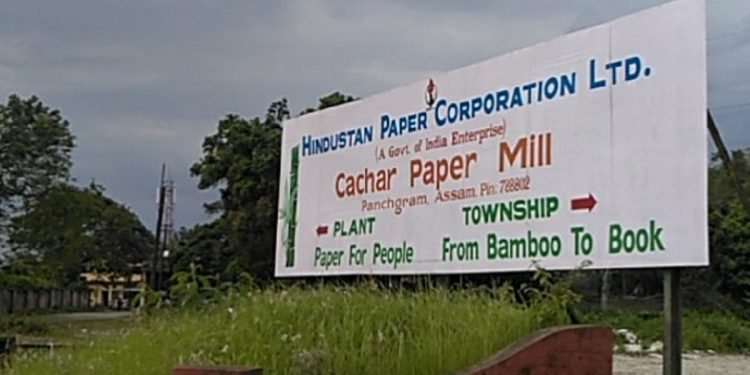 HINDUSTAN PAPER CORPORATION LTD.
(A Govt. of India Enterprise)
Cachar Paper Mill
Panchgram, Assam, Pin: 788802
PLANT TOWNSHIP
Paper For People From Bamboo To Book